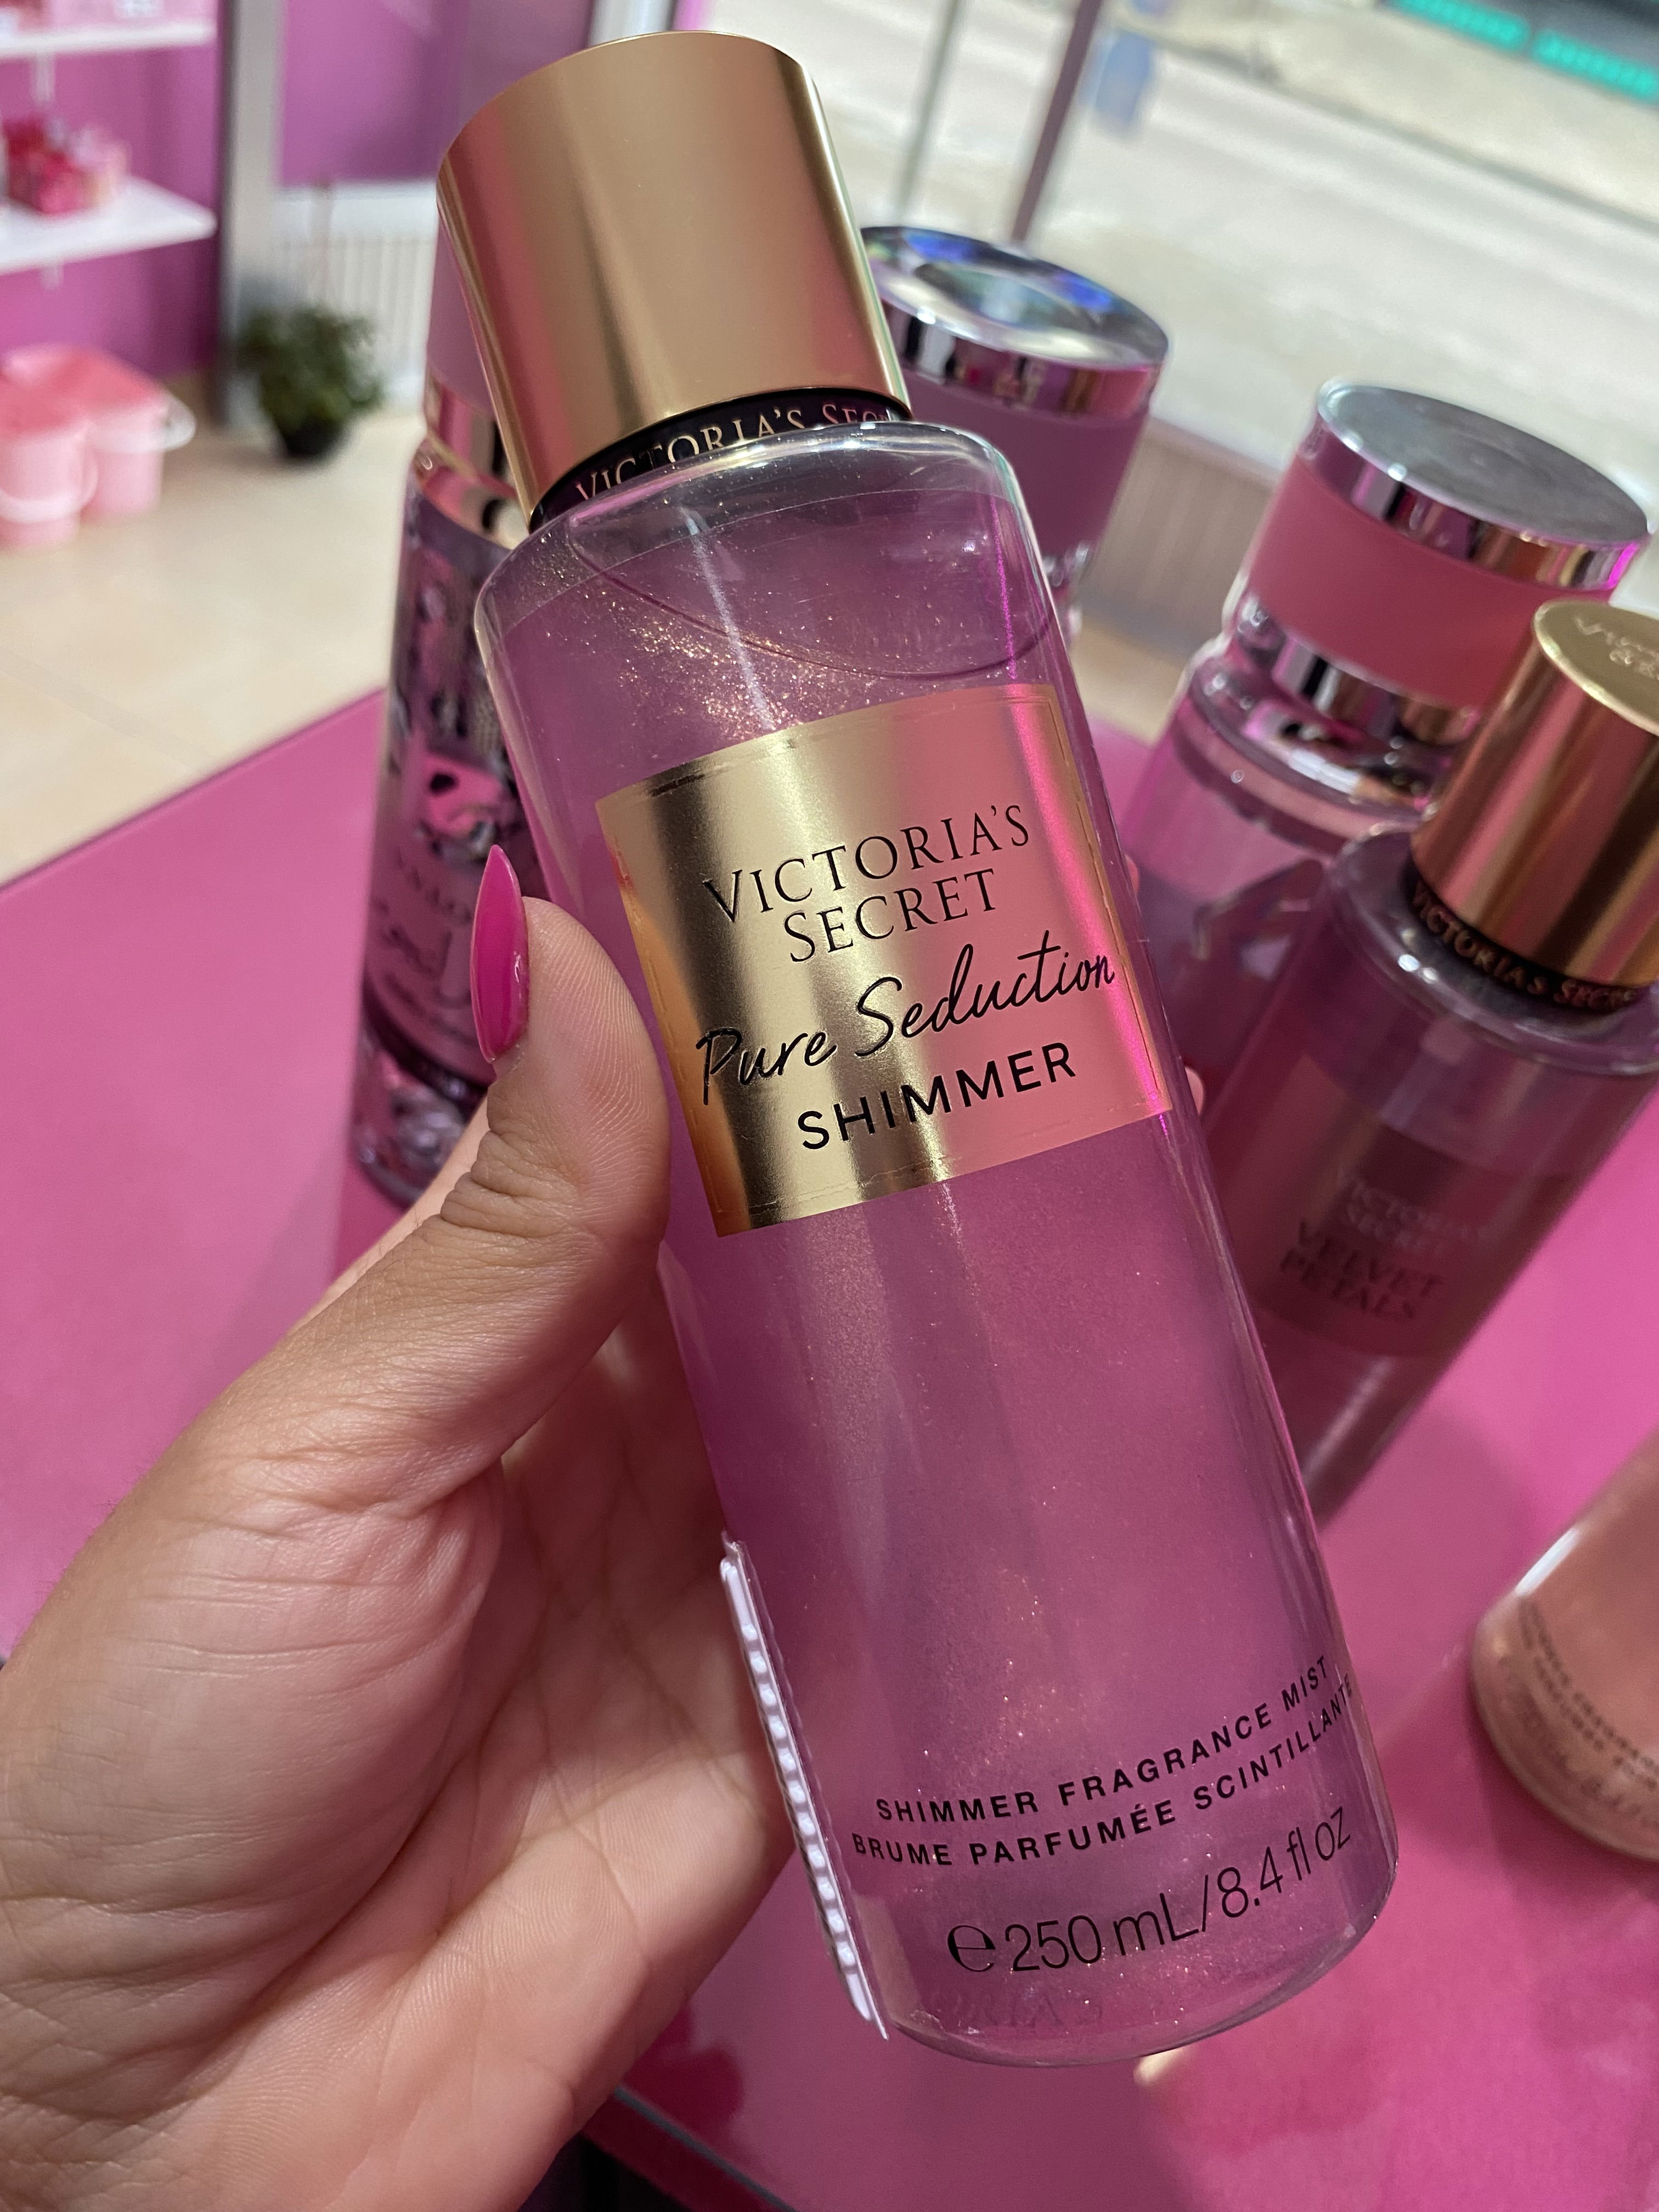 VICTORIA'S
VICTORIA'S
SECRET
Pure Seduction
SHIMMER
SHIMMER FRAGRANCE MIST
BRUME PARFUMÉE SCINTILLANTE
℮250 mL/8.4 fl oz
VICTORIA'S SECRET
VICTORIA'S
SECRET
VELVET
PETALS